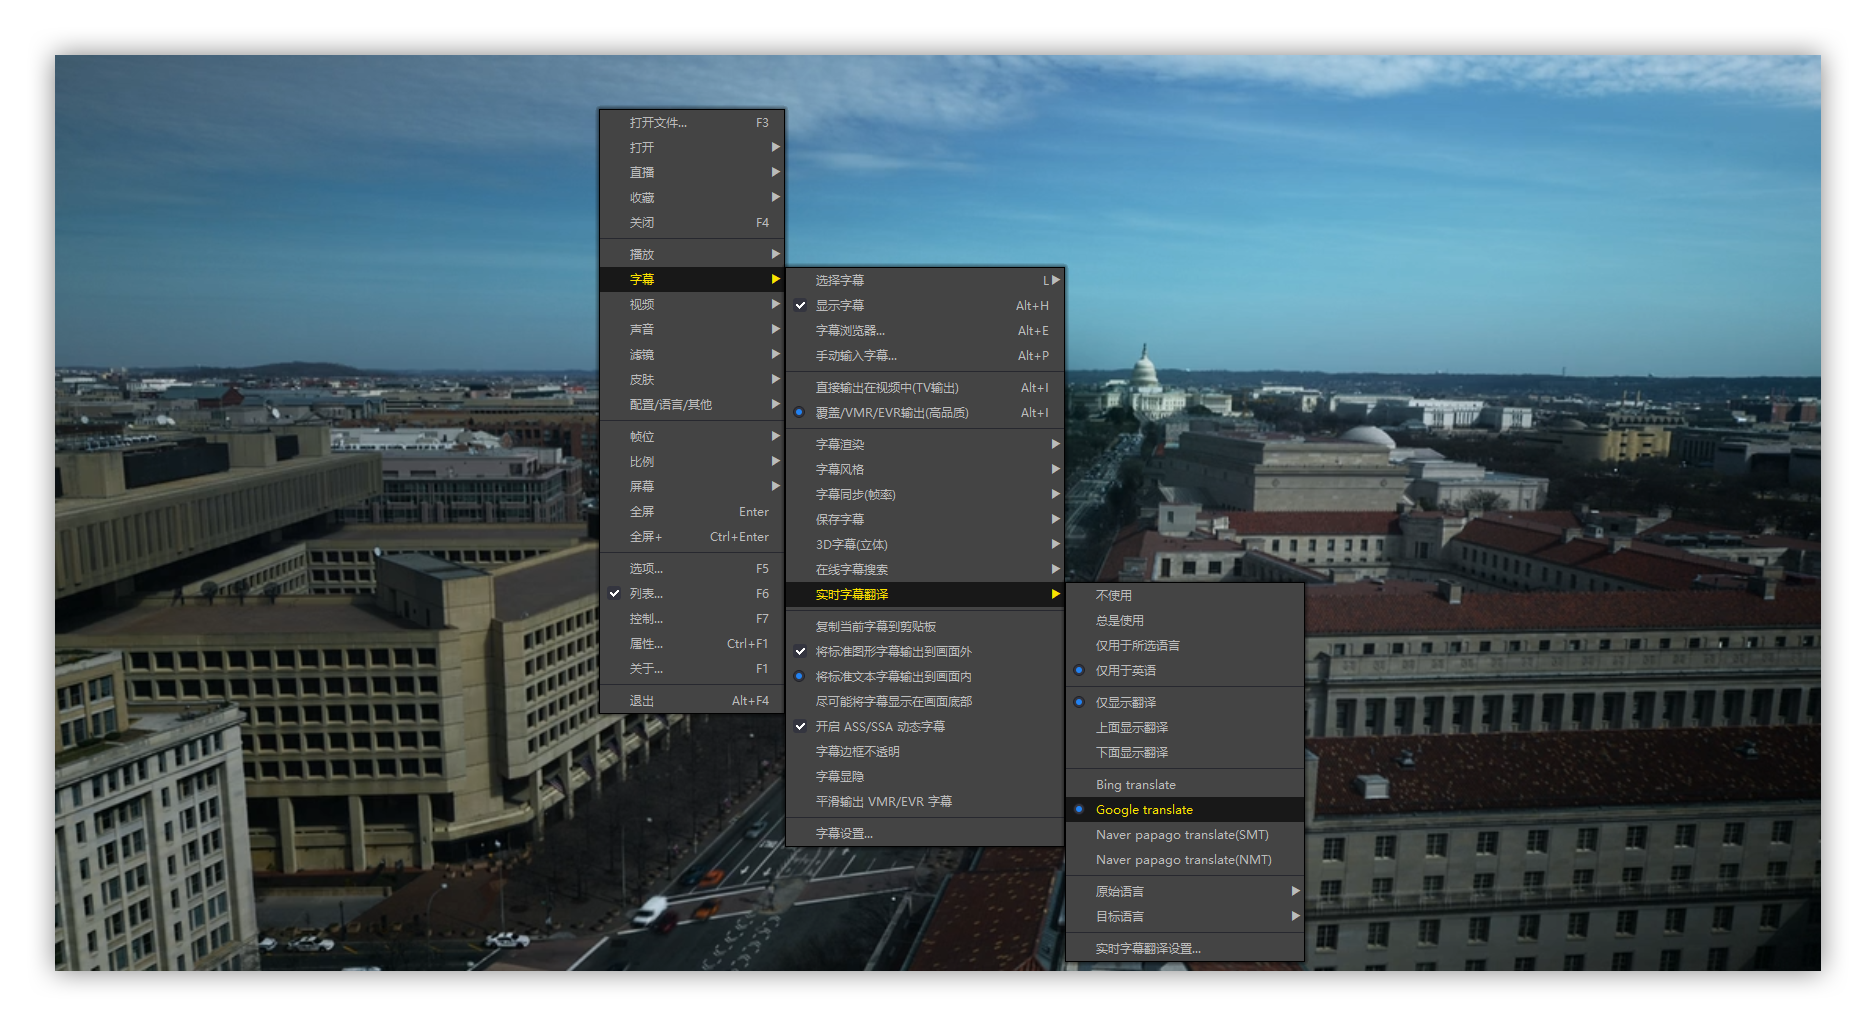 打开文件... F3
打开
直播
收藏
关闭 F4
播放
字幕
视频
声音
滤镜
皮肤
配置/语言/其他
帧位
比例
屏幕
全屏 Enter
全屏+ Ctrl+Enter
选项... F5
列表... F6
控制... F7
属性... Ctrl+F1
关于... F1
退出 Alt+F4
选择字幕 L
显示字幕 Alt+H
字幕浏览器... Alt+E
手动输入字幕... Alt+P
直接输出在视频中(TV输出) Alt+I
覆盖/VMR/EVR输出(高品质) Alt+I
字幕渲染
字幕风格
字幕同步(帧率)
保存字幕
3D字幕(立体)
在线字幕搜索
实时字幕翻译
复制当前字幕到剪贴板
将标准图形字幕输出到画面外
将标准文本字幕输出到画面内
尽可能将字幕显示在画面底部
开启 ASS/SSA 动态字幕
字幕边框不透明
字幕显隐
平滑输出 VMR/EVR 字幕
字幕设置...
不使用
总是使用
仅用于所选语言
仅用于英语
仅显示翻译
上面显示翻译
下面显示翻译
Bing translate
Google translate
Naver papago translate(SMT)
Naver papago translate(NMT)
原始语言
目标语言
实时字幕翻译设置...